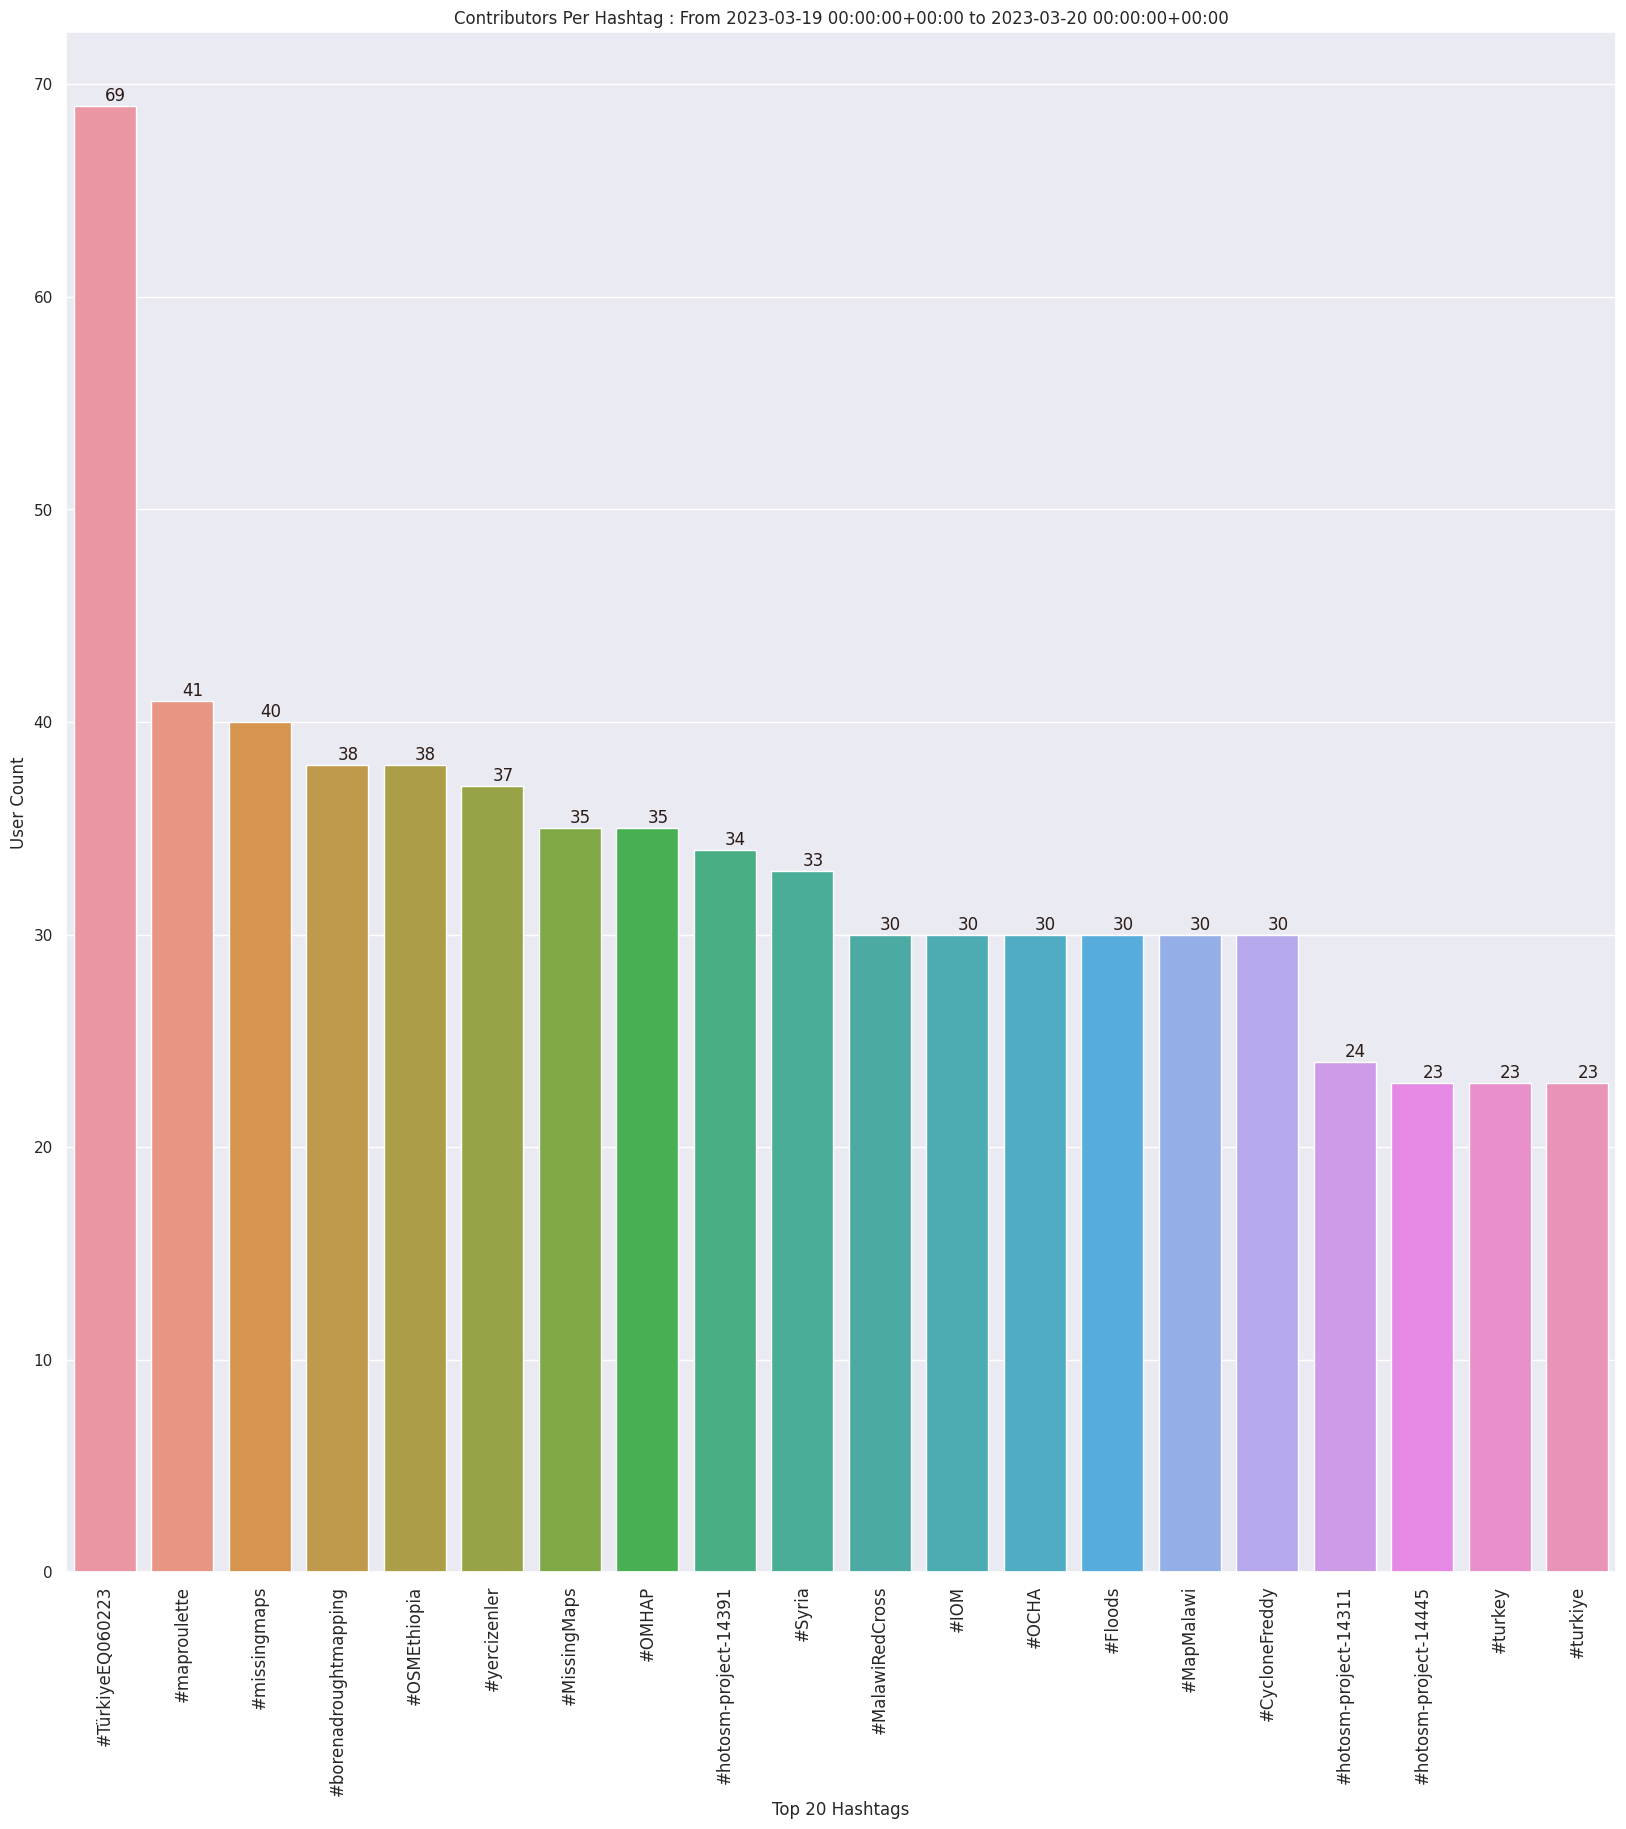 Contributors Per Hashtag : From 2023-03-19 00:00:00+00:00 to 2023-03-20 00:00:00+00:00
User Count
70
60
50
40
30
20
10
0
69
41
40
38
38
37
35
35
34
33
30
30
30
30
30
30
24
23
23
23
#TürkiyeEQ060223
#maproulette
#missingmaps
#borenadroughtmapping
#OSMEthiopia
#yercizenler
#MissingMaps
#OMHAP
#hotosm-project-14391
#Syria
#MalawiRedCross
#IOM
#OCHA
#Floods
#MapMalawi
#CycloneFreddy
#hotosm-project-14311
#hotosm-project-14445
#turkey
#turkiye
Top 20 Hashtags